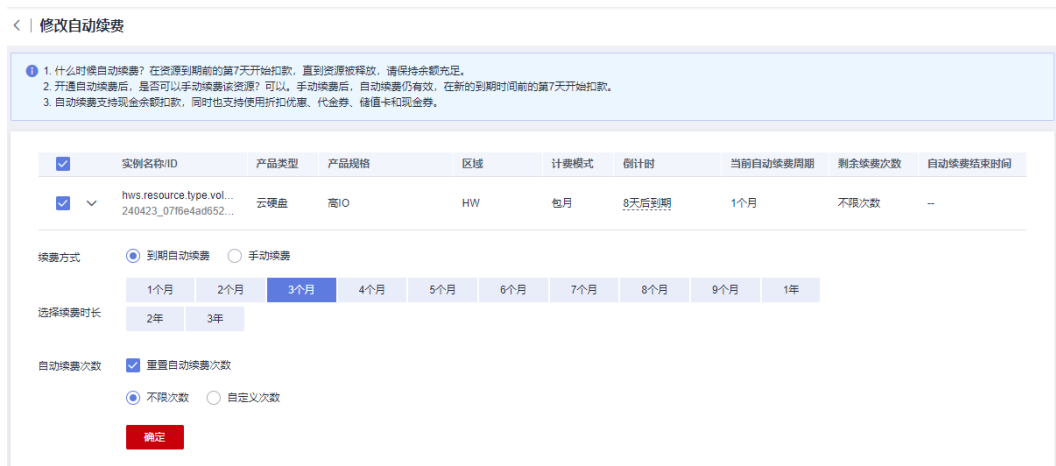 修改自动续费
1. 什么时候自动续费？在资源到期前的第7天开始扣款，直到资源被释放，请保持余额充足。
2. 开通自动续费后，是否可以手动续费该资源？可以。手动续费后，自动续费仍有效，在新的到期时间前的第7天开始扣款。
3. 自动续费支持现金余额扣款，同时也支持使用折扣优惠、代金券、储值卡和现金券。
实例名称/ID 产品类型 产品规格 区域 计费模式 倒计时 当前自动续费周期 剩余续费次数 自动续费结束时间
hws.resource.type.vol... 云硬盘 高IO HW 包月 8天后到期 1个月 不限次数 --
240423_07f6e4ad652...
续费方式 到期自动续费 手动续费
1个月 2个月 3个月 4个月 5个月 6个月 7个月 8个月 9个月 1年
选择续费时长
2年 3年
自动续费次数 重置自动续费次数
不限次数 自定义次数
确定